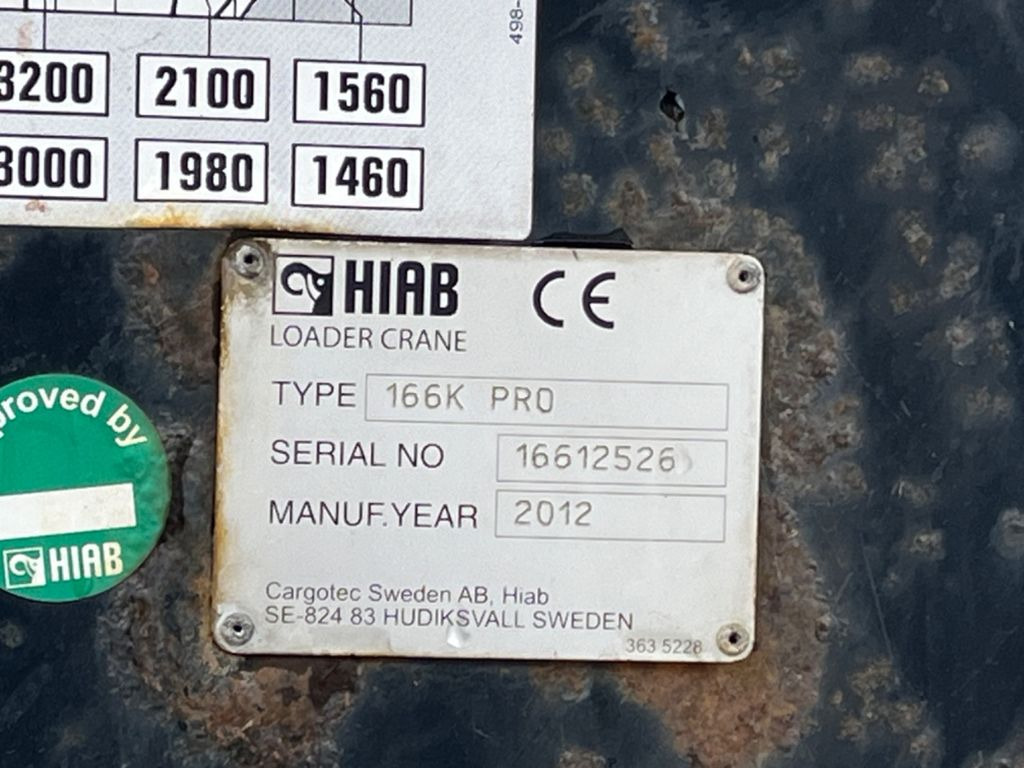 498-
3200 2100 1560
3000 1980 1460
HIAB CE
LOADER CRANE
TYPE 166K PRO
SERIAL NO 16612526
MANUF.YEAR 2012
Cargotec Sweden AB, Hiab
SE-824 83 HUDIKSVALL SWEDEN
363 5228
roved by
HIAB